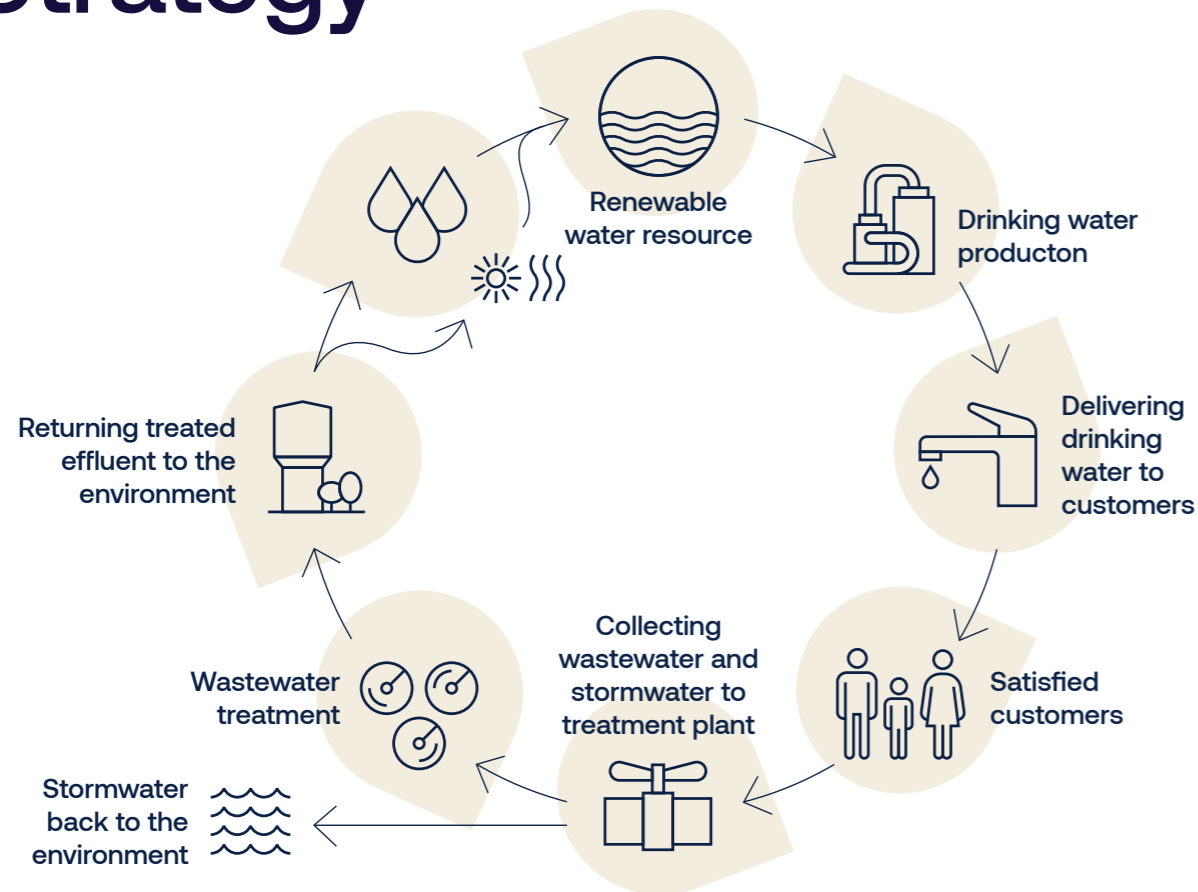 Strategy
Renewable
water resource
Drinking water
producton
Delivering
drinking
water to
customers
Satisfied
customers
Collecting
wastewater and
stormwater to
treatment plant
Wastewater
treatment
Stormwater
back to the
environment
Returning treated
effluent to the
environment